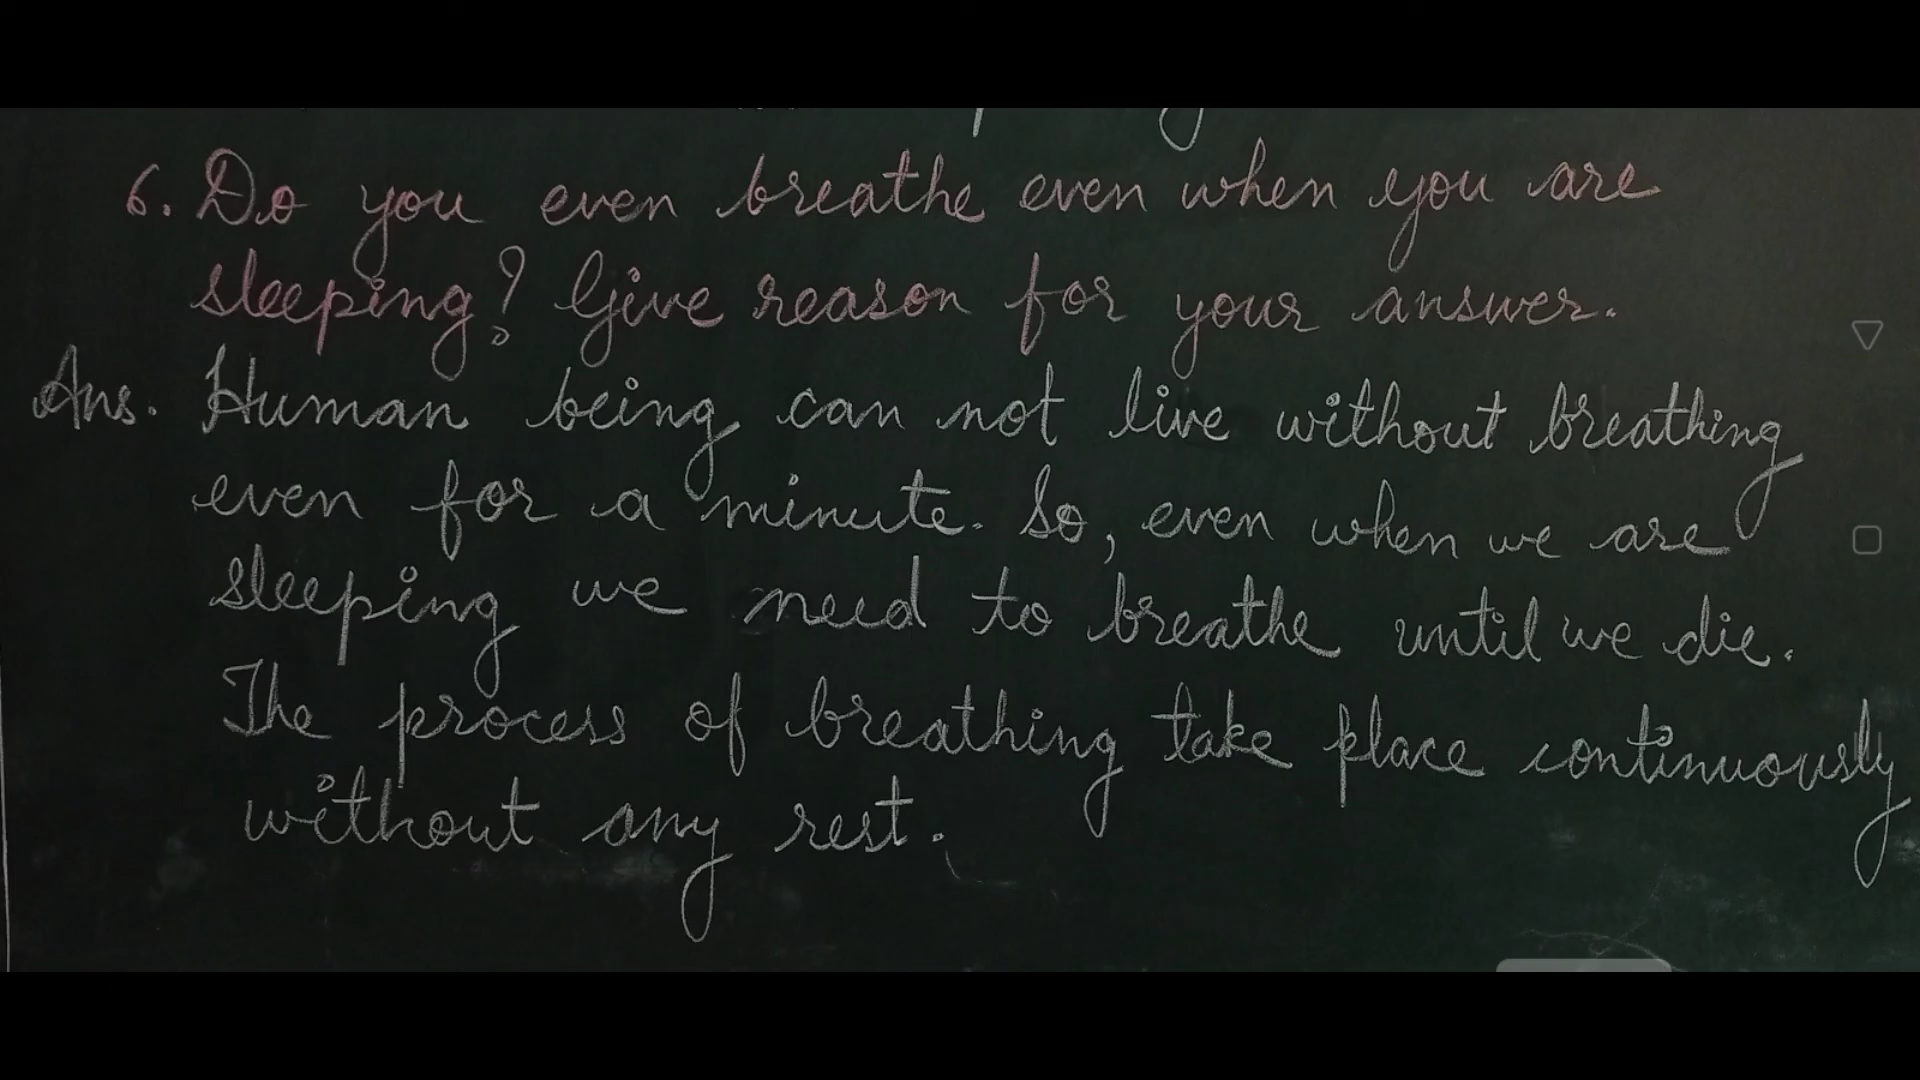 6. Do you even breathe even when you are
sleeping? Give reason for your answer.
Ans. Human being can not live without breathing
even for a minute. So, even when we are
sleeping we need to breathe until we die.
The process of breathing take place continuously
without any rest.